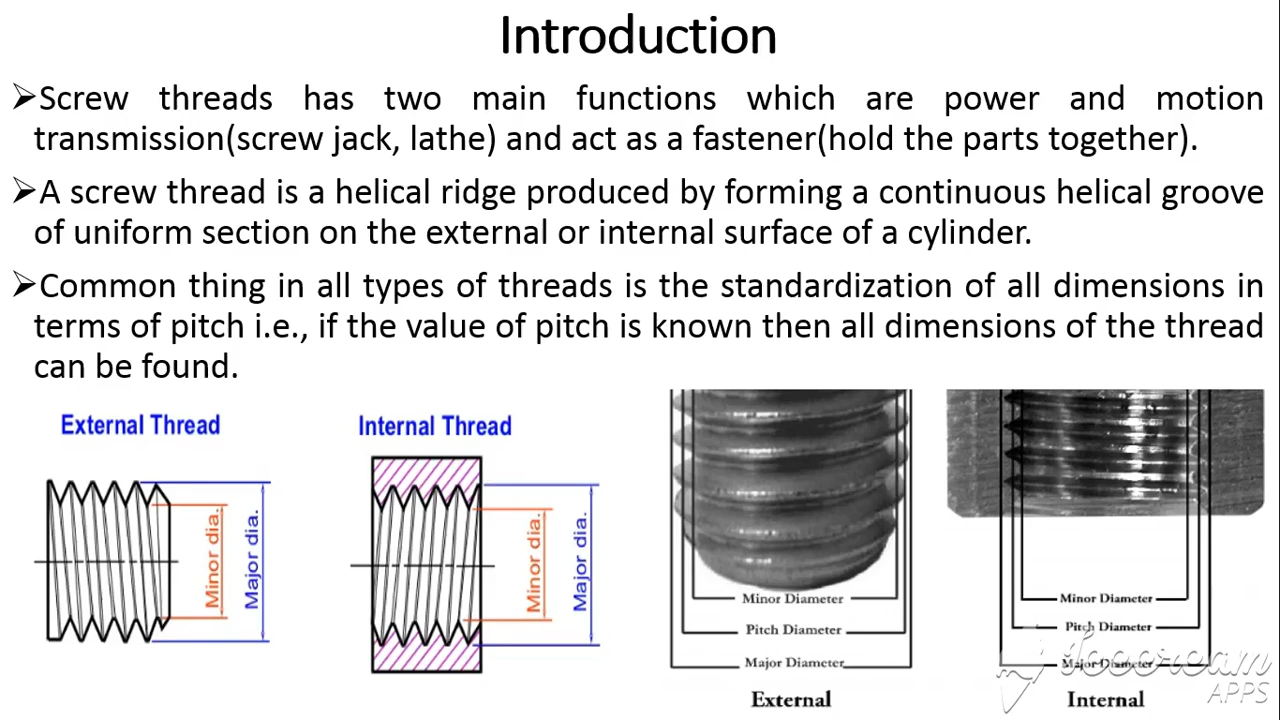 Introduction
➢Screw threads has two main functions which are power and motion
transmission(screw jack, lathe) and act as a fastener(hold the parts together).
➢A screw thread is a helical ridge produced by forming a continuous helical groove
of uniform section on the external or internal surface of a cylinder.
➢Common thing in all types of threads is the standardization of all dimensions in
terms of pitch i.e., if the value of pitch is known then all dimensions of the thread
can be found.
External Thread
Minor dia.
Major dia.
Internal Thread
Minor dia.
Major dia.
Minor Diameter
Pitch Diameter
Major Diameter
External
Minor Diameter
Pitch Diameter
Major Diameter
Internal
APPS